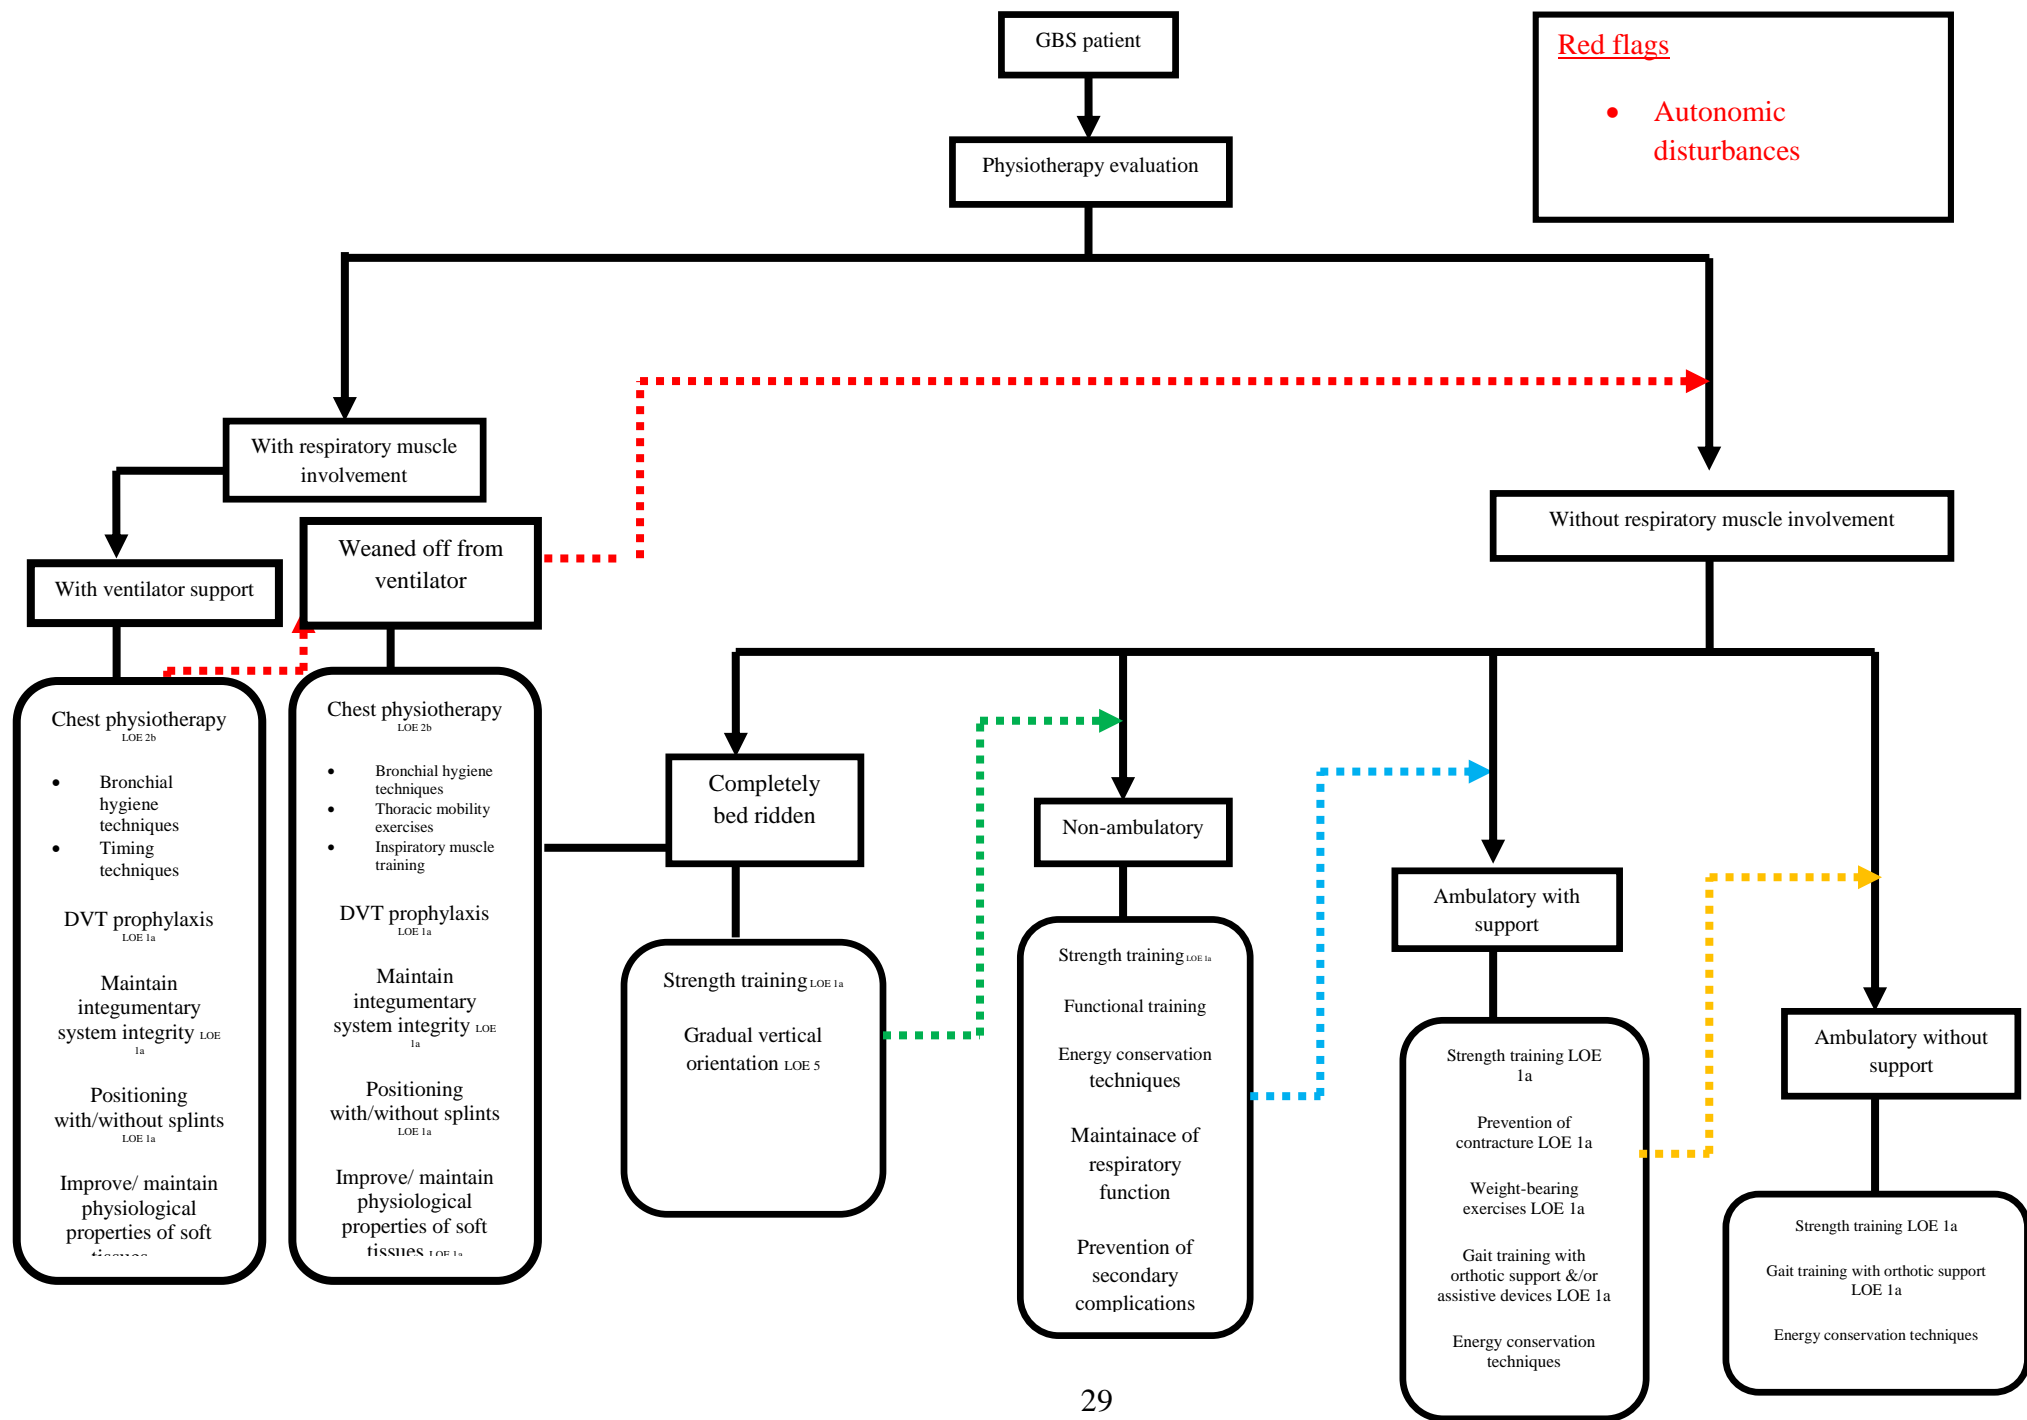 GBS patient
Red flags
• Autonomic
disturbances
Physiotherapy evaluation
With respiratory muscle
involvement
Without respiratory muscle involvement
With ventilator support
Weaned off from
ventilator
Chest physiotherapy
LOE 2b
• Bronchial
hygiene
techniques
• Timing
techniques
DVT prophylaxis
LOE 1a
Maintain
integumentary
system integrity LOE
1a
Positioning
with/without splints
LOE 1a
Improve/ maintain
physiological
properties of soft
tissues
Chest physiotherapy
LOE 2b
• Bronchial hygiene
techniques
• Thoracic mobility
exercises
• Inspiratory muscle
training
DVT prophylaxis
LOE 1a
Maintain
integumentary
system integrity LOE
1a
Positioning
with/without splints
LOE 1a
Improve/ maintain
physiological
properties of soft
tissues LOE 1a
Completely
bed ridden
Strength training LOE 1a
Gradual vertical
orientation LOE 5
Non-ambulatory
Strength training LOE 1a
Functional training
Energy conservation
techniques
Maintainace of
respiratory
function
Prevention of
secondary
complications
Ambulatory with
support
Strength training LOE
1a
Prevention of
contracture LOE 1a
Weight-bearing
exercises LOE 1a
Gait training with
orthotic support &/or
assistive devices LOE 1a
Energy conservation
techniques
Ambulatory without
support
Strength training LOE 1a
Gait training with orthotic support
LOE 1a
Energy conservation techniques
29